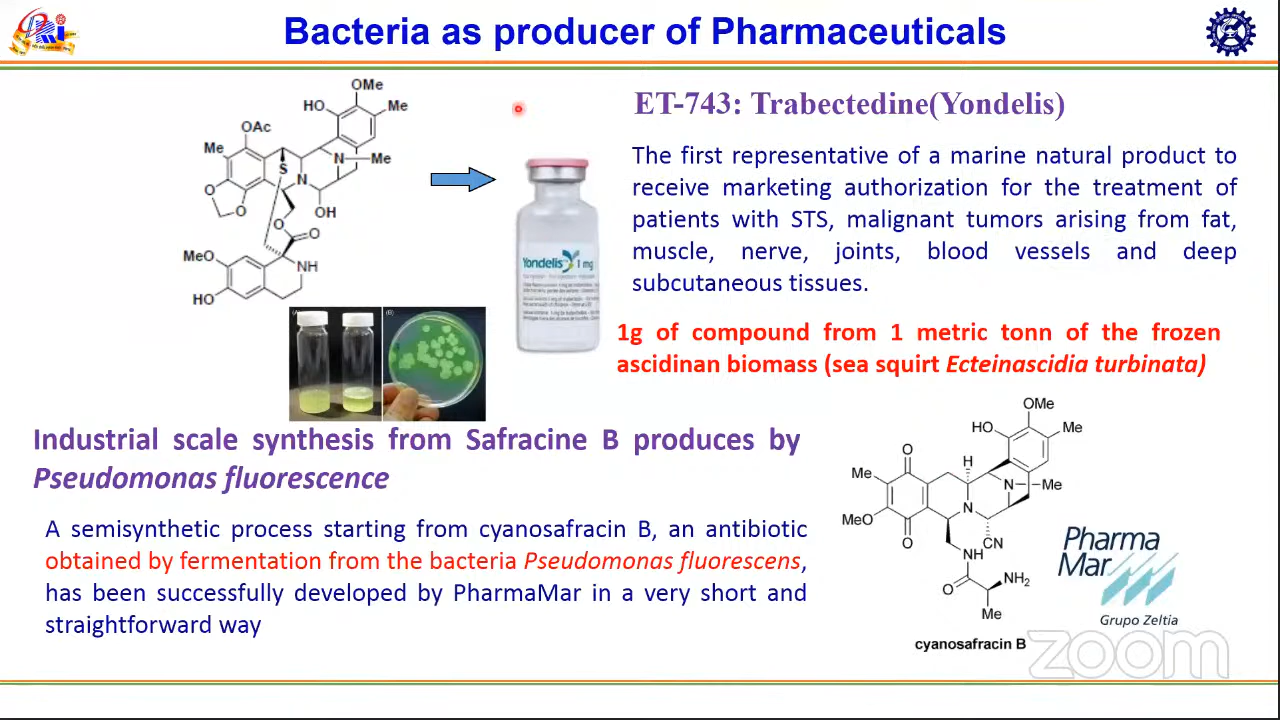 Bacteria as producer of Pharmaceuticals
OMe
HO
Me
OAc
Me
S
N
Me
N
O
O
OH
O
O
MeO
NH
HO
Yondelis 1 mg
ET-743: Trabectedine(Yondelis)
The first representative of a marine natural product to
receive marketing authorization for the treatment of
patients with STS, malignant tumors arising from fat,
muscle, nerve, joints, blood vessels and deep
subcutaneous tissues.
1g of compound from 1 metric tonn of the frozen
ascidinan biomass (sea squirt Ecteinascidia turbinata)
Industrial scale synthesis from Safracine B produces by
Pseudomonas fluorescence
A semisynthetic process starting from cyanosafracin B, an antibiotic
obtained by fermentation from the bacteria Pseudomonas fluorescens,
has been successfully developed by PharmaMar in a very short and
straightforward way
OMe
HO
Me
O
H
Me
N
Me
N
MeO
O
CN
NH
O
NH2
Me
cyanosafracin B
Pharma
Mar
Grupo Zeltia
zoom